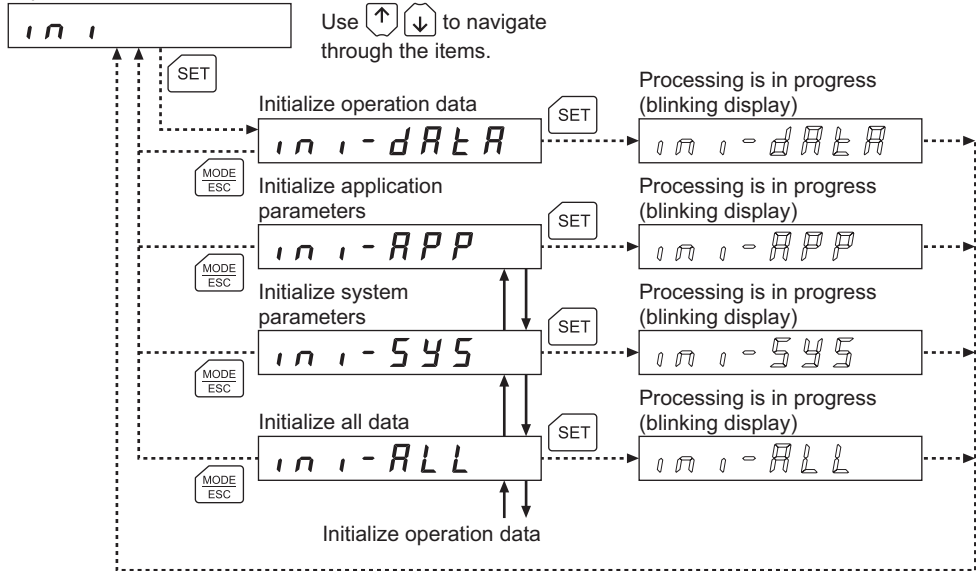 ini
Use ↑ ↓ to navigate
through the items.
SET
Processing is in progress
(blinking display)
Initialize operation data
SET
ini-dAtA
ini-dAtA
MODE
ESC
Initialize application
parameters
Processing is in progress
(blinking display)
SET
ini-APP
ini-APP
MODE
ESC
Initialize system
parameters
Processing is in progress
(blinking display)
SET
ini-SYS
ini-SYS
MODE
ESC
Initialize all data
Processing is in progress
(blinking display)
SET
ini-ALL
ini-ALL
MODE
ESC
Initialize operation data